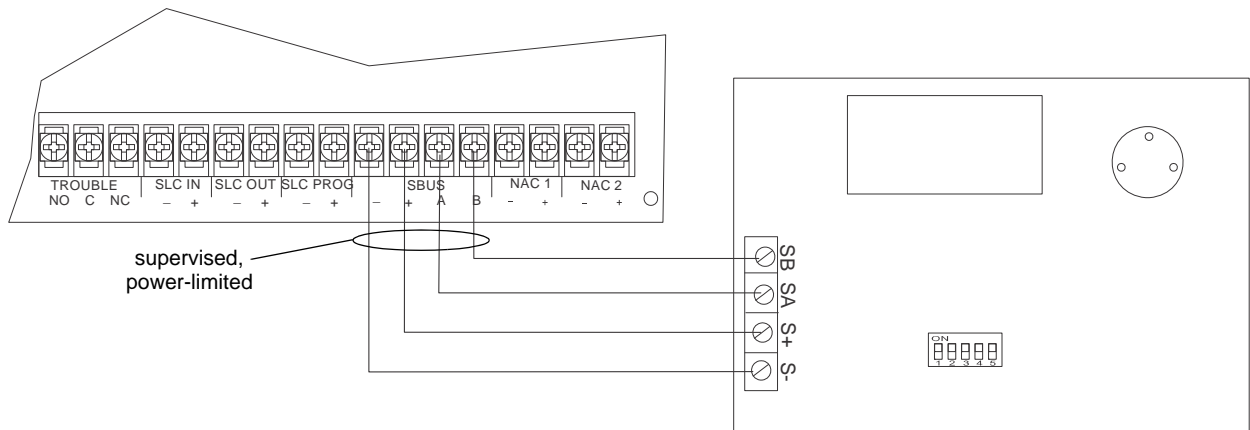 TROUBLE SLC IN SLC OUT SLC PROG SBUS NAC 1 NAC 2
NO C NC – + – + – + – + A B - + - +
supervised,
power-limited
SB
SA
S+
S-
ON
1 2 3 4 5